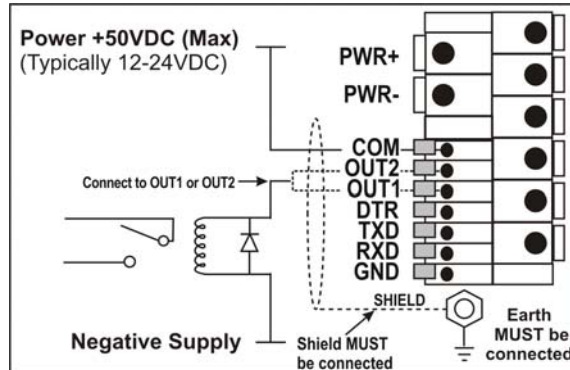 Power +50VDC (Max)
(Typically 12-24VDC)
PWR+
PWR-
COM
OUT2
Connect to OUT1 or OUT2
OUT1
DTR
TXD
RXD
GND
SHIELD
Negative Supply
Shield MUST
be connected
Earth
MUST be
connected